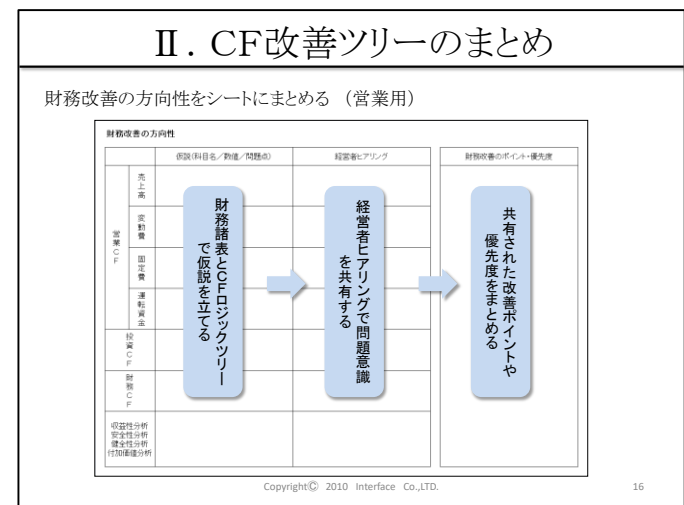 Ⅱ．CF改善ツリーのまとめ
財務改善の方向性をシートにまとめる （営業用）
財務改善の方向性
仮説（科目名／数値／問題点）
経営者ヒアリング
財務改善のポイント・優先度
営業CF
売上高
変動費
固定費
運転資金
投資CF
財務CF
収益性分析
安全性分析
健全性分析
付加価値分析
財務諸表とCFロジックツリー
で仮説を立てる
経営者ヒアリングで問題意識
を共有する
共有された改善ポイントや
優先度をまとめる
CopyrightⒸ 2010 Interface Co.,LTD.
16